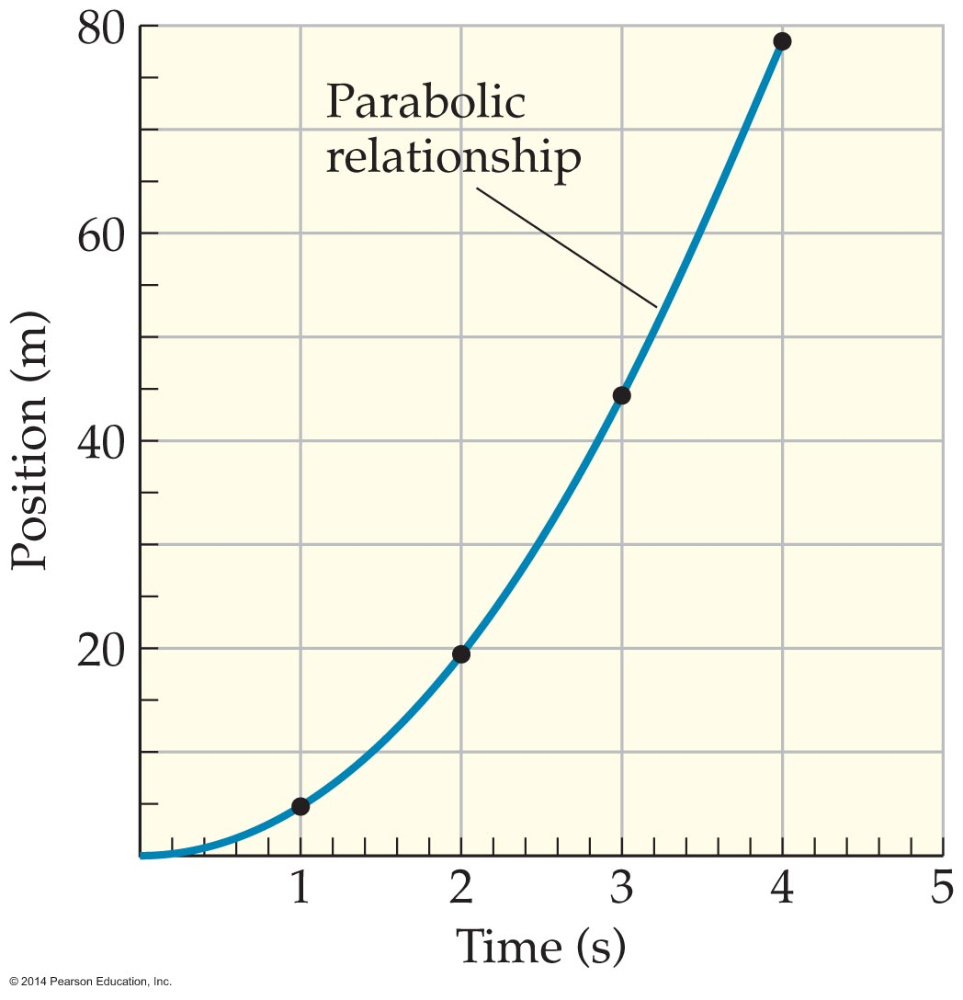 80
Parabolic
relationship
60
40
20
Position (m)
1 2 3 4 5
Time (s)
© 2014 Pearson Education, Inc.